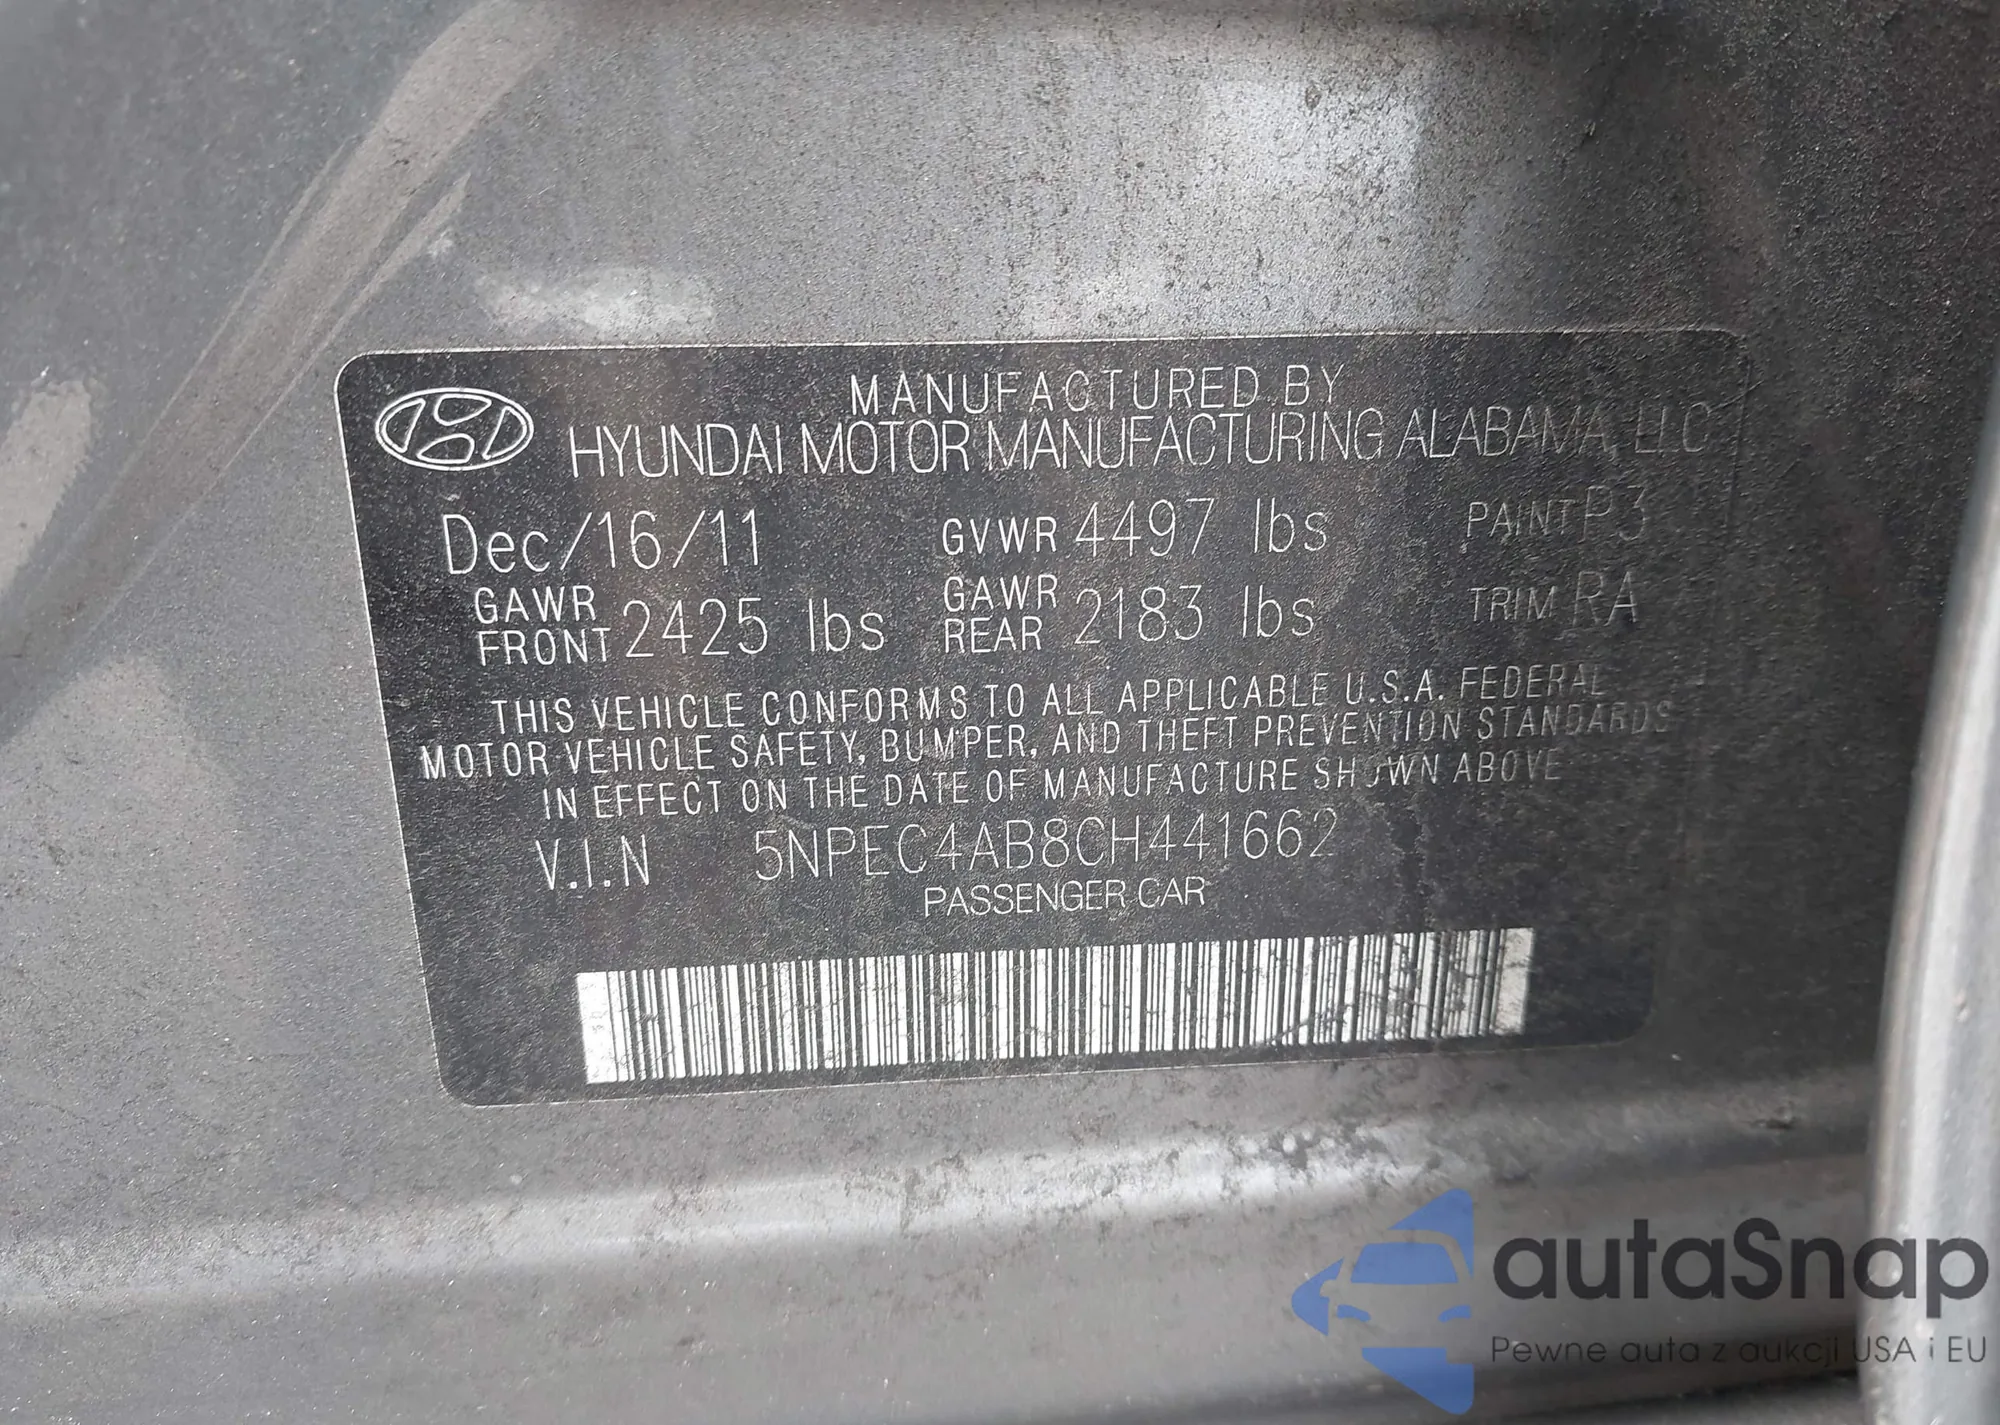 MANUFACTURED BY
HYUNDAI MOTOR MANUFACTURING ALABAMA, LLC
Dec/16/11 GVWR 4497 lbs PAINT P3
GAWR FRONT 2425 lbs GAWR REAR 2183 lbs TRIM RA
THIS VEHICLE CONFORMS TO ALL APPLICABLE U.S.A. FEDERAL
MOTOR VEHICLE SAFETY, BUMPER, AND THEFT PREVENTION STANDARDS
IN EFFECT ON THE DATE OF MANUFACTURE SHOWN ABOVE
V.I.N 5NPEC4AB8CH441662
PASSENGER CAR
autaSnap
Pewne auta z aukcji USA i EU